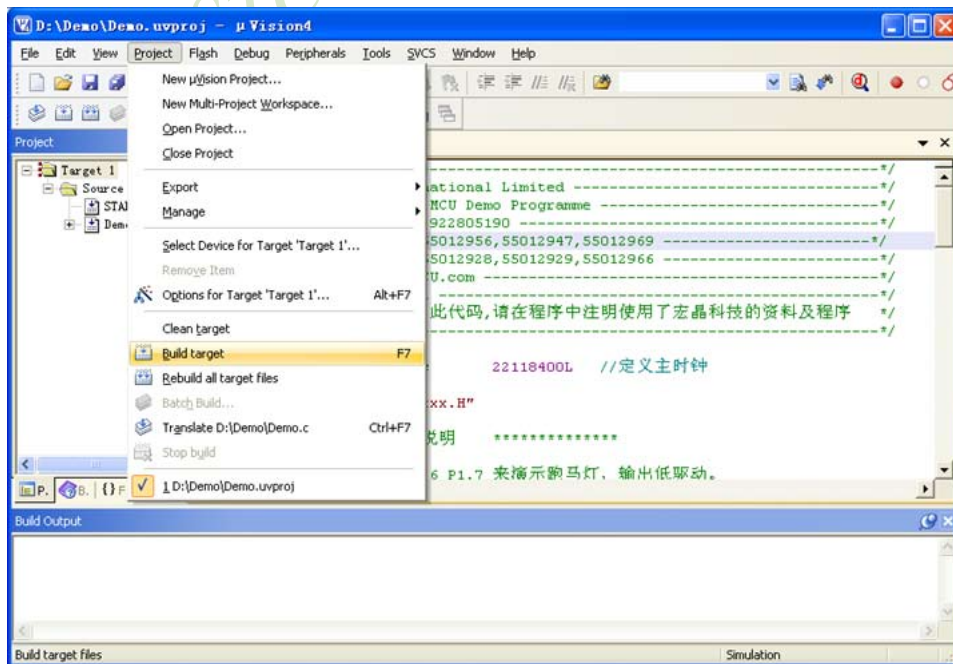 D:\Demo\Demo.uvproj - µVision4
File Edit View Project Flash Debug Peripherals Tools SVCS Window Help
Project
Target 1
Source
STAI
Demo
New µVision Project...
New Multi-Project Workspace...
Open Project...
Close Project
Export
Manage
Select Device for Target 'Target 1'...
Remove Item
Options for Target 'Target 1'... Alt+F7
Clean target
Build target F7
Rebuild all target files
Batch Build...
Translate D:\Demo\Demo.c Ctrl+F7
Stop build
1 D:\Demo\Demo.uvproj
---------------------------------------------*/
national Limited ------------------------------*/
MCU Demo Programme ---------------------------*/
922805190 ------------------------------------*/
55012956,55012947,55012969 ---------------------*/
55012928,55012929,55012966 ----------------------*/
U.com ----------------------------------------*/
---------------------------------------------*/
此代码,请在程序中注明使用了宏晶科技的资料及程序 */
---------------------------------------------*/
22118400L //定义主时钟
xx.H"
说明 **************
6 P1.7 来演示跑马灯, 输出低驱动。
P. B. {} F
Build Output
Build target files Simulation